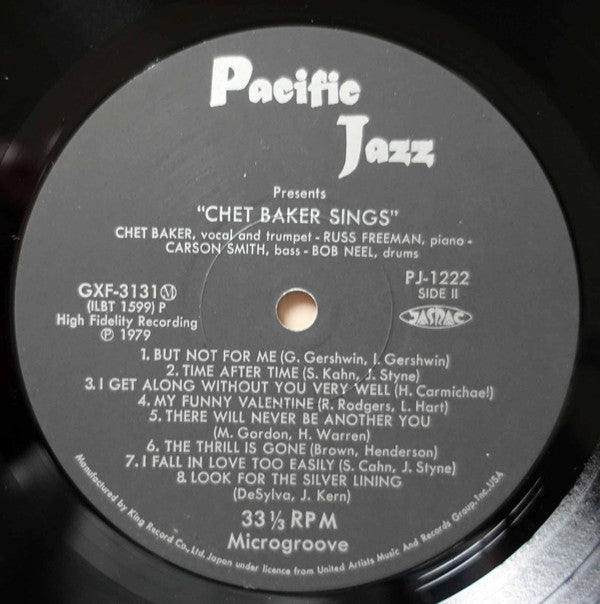 Pacific
Jazz
Presents
"CHET BAKER SINGS"
CHET BAKER, vocal and trumpet - RUSS FREEMAN, piano -
CARSON SMITH, bass - BOB NEEL, drums
GXF-3131 Ⓜ
(ILBT 1599) P
High Fidelity Recording
Ⓟ 1979
PJ-1222
SIDE II
JASRAC
1. BUT NOT FOR ME (G. Gershwin, I. Gershwin)
2. TIME AFTER TIME (S. Kahn, J. Styne)
3. I GET ALONG WITHOUT YOU VERY WELL (H. Carmichael)
4. MY FUNNY VALENTINE (R. Rodgers, L. Hart)
5. THERE WILL NEVER BE ANOTHER YOU
(M. Gordon, H. Warren)
6. THE THRILL IS GONE (Brown, Henderson)
7. I FALL IN LOVE TOO EASILY (S. Cahn, J. Styne)
8. LOOK FOR THE SILVER LINING
(DeSylva, J. Kern)
33 ⅓ RPM
Microgroove
Manufactured by King Record Co., Ltd. Japan under licence from United Artists Music And Records Group, Inc., USA